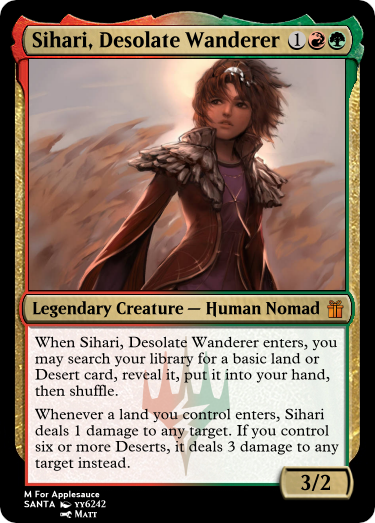 Sihari, Desolate Wanderer 1
Legendary Creature — Human Nomad
When Sihari, Desolate Wanderer enters, you
may search your library for a basic land or
Desert card, reveal it, put it into your hand,
then shuffle.
Whenever a land you control enters, Sihari
deals 1 damage to any target. If you control
six or more Deserts, it deals 3 damage to any
target instead.
3/2
M For Applesauce
SANTA YY6242
Matt